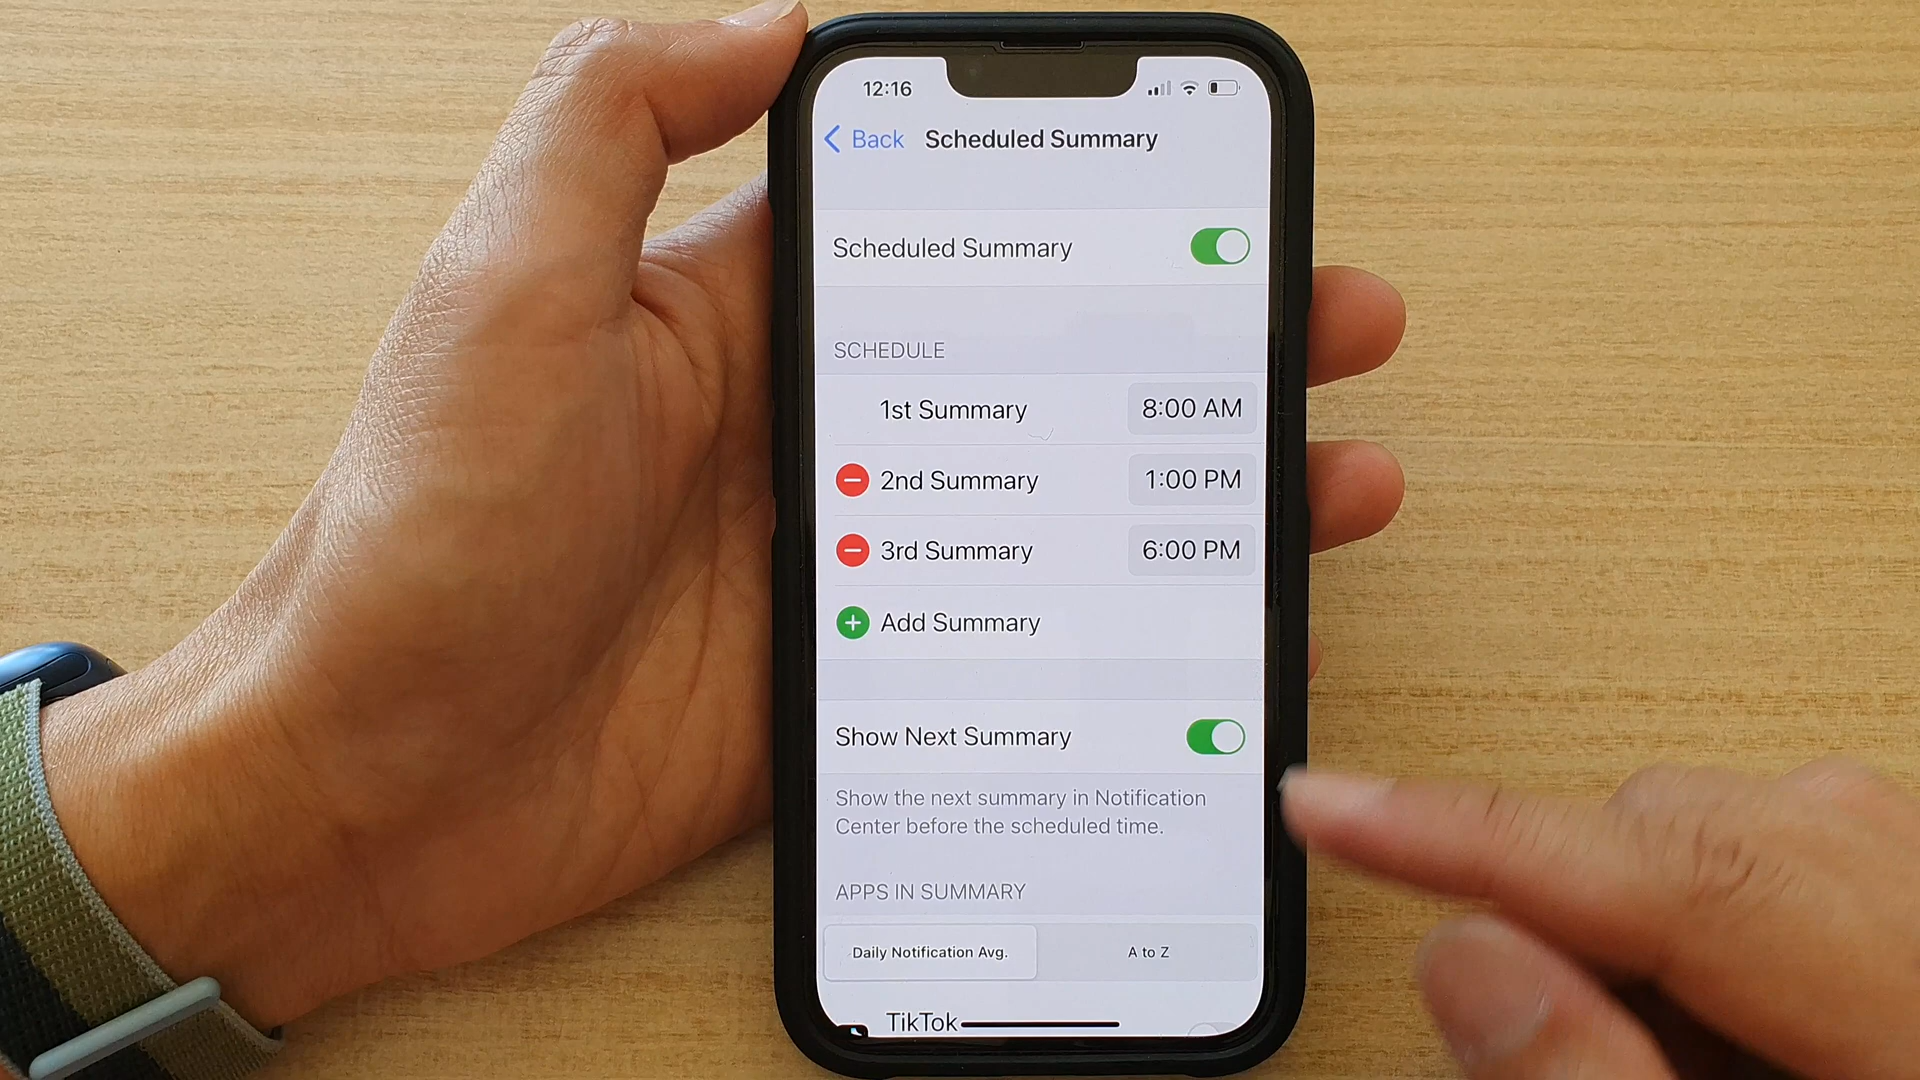 12:16
Back Scheduled Summary
Scheduled Summary
SCHEDULE
1st Summary 8:00 AM
2nd Summary 1:00 PM
3rd Summary 6:00 PM
Add Summary
Show Next Summary
Show the next summary in Notification
Center before the scheduled time.
APPS IN SUMMARY
Daily Notification Avg. A to Z
TikTok